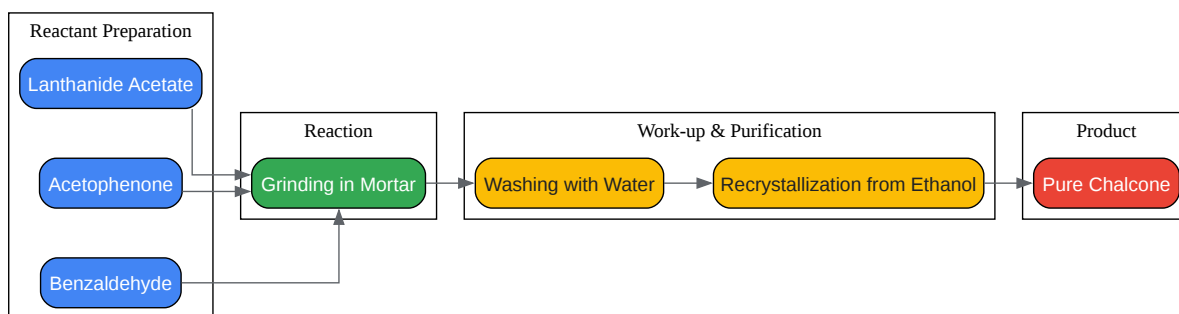 Reactant Preparation
Lanthanide Acetate
Acetophenone
Benzaldehyde
Reaction
Grinding in Mortar
Work-up & Purification
Washing with Water
Recrystallization from Ethanol
Product
Pure Chalcone